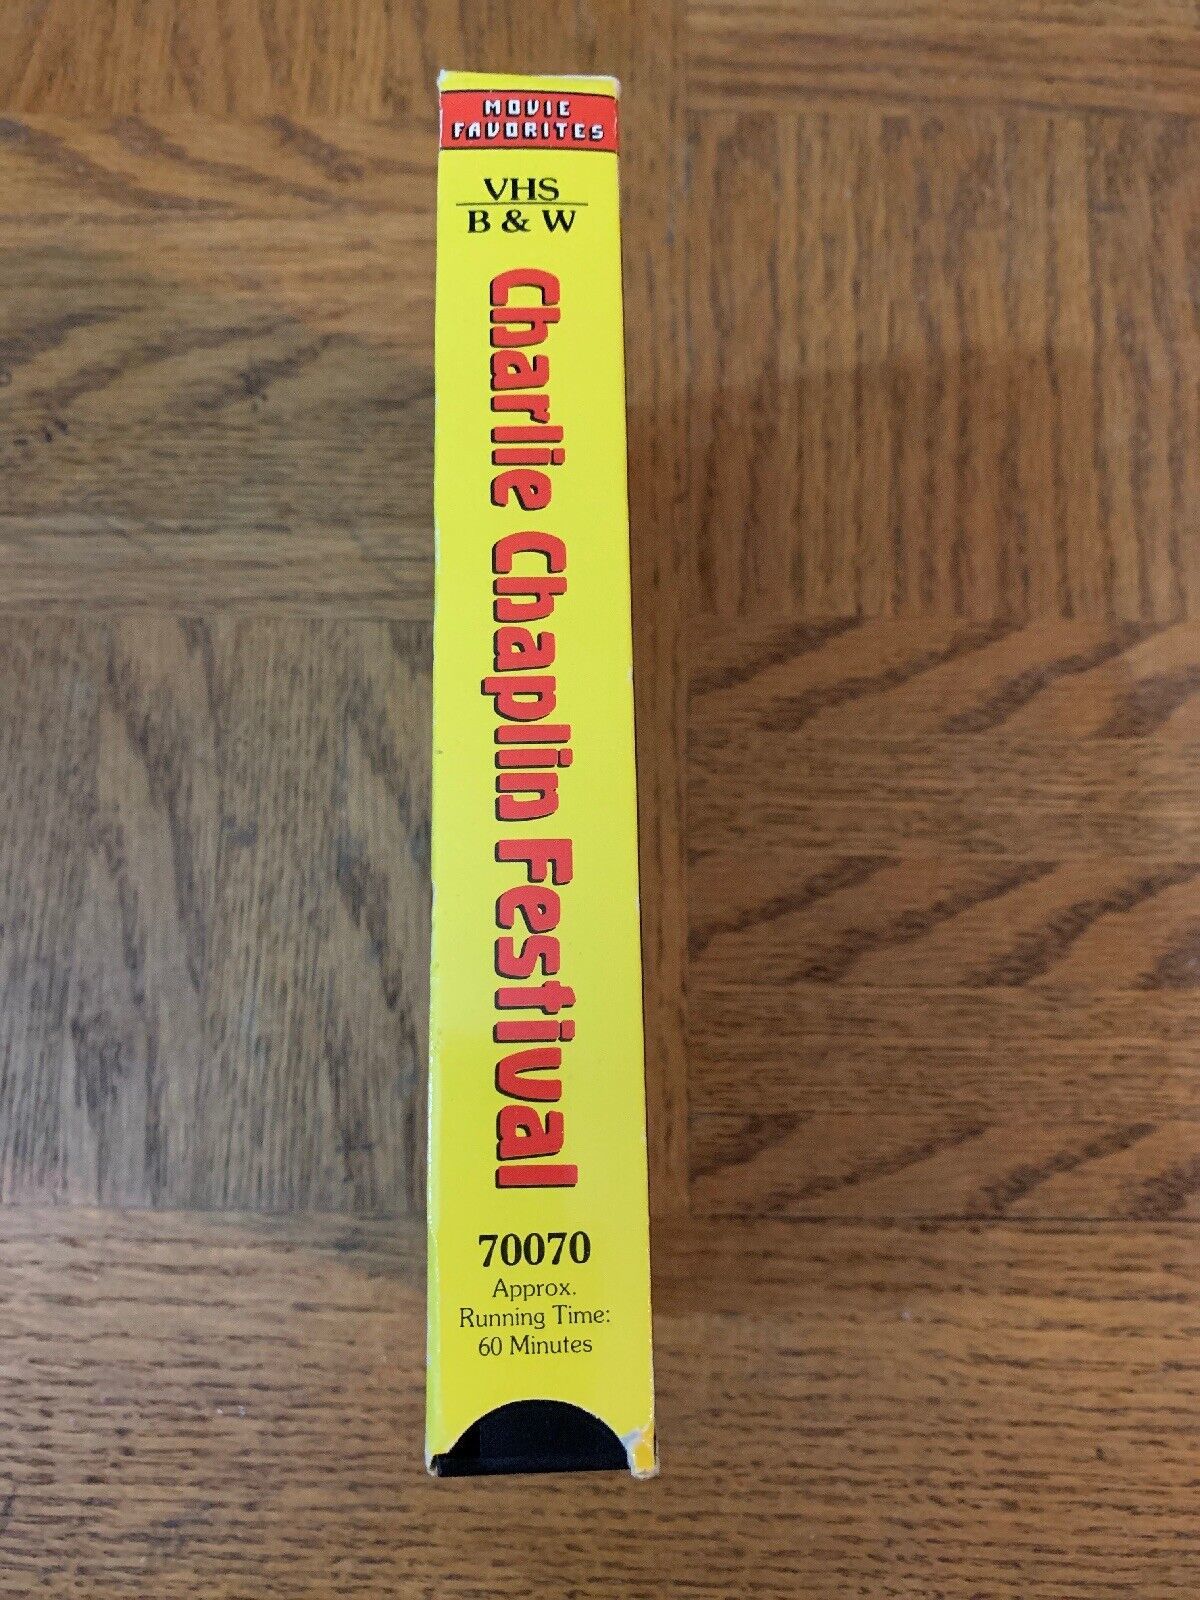 MOVIE
FAVORITES
VHS
B & W
Charlie Chaplin Festival
70070
Approx.
Running Time:
60 Minutes